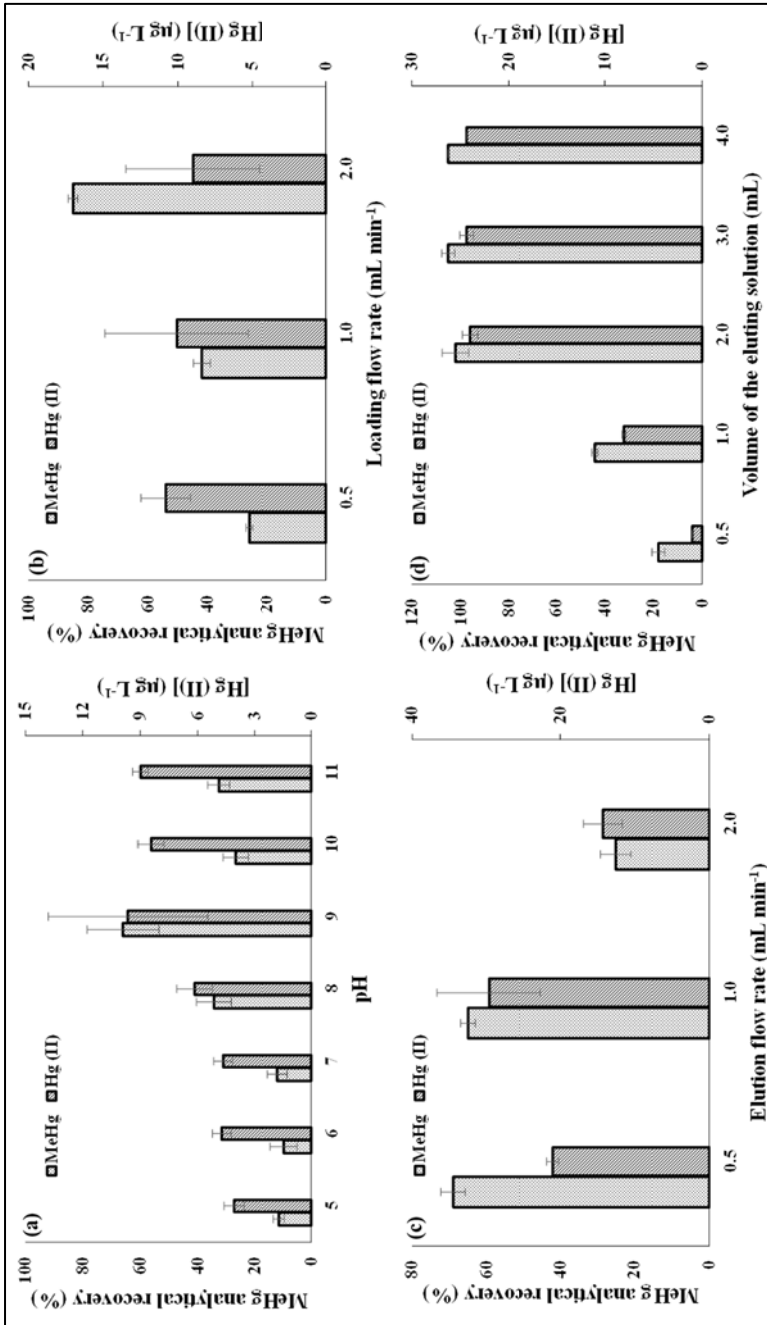 (a)
MeHg Hg (II)
MeHg analytical recovery (%)
100
80
60
40
20
0
[Hg (II)] (µg L-1)
15
12
9
6
3
0
5 6 7 8 9 10 11
pH
(b)
MeHg Hg (II)
MeHg analytical recovery (%)
100
80
60
40
20
0
[Hg (II)] (µg L-1)
20
15
10
5
0
0.5 1.0 2.0
Loading flow rate (mL min-1)
(c)
MeHg Hg (II)
MeHg analytical recovery (%)
80
60
40
20
0
[Hg (II)] (µg L-1)
40
20
0
0.5 1.0 2.0
Elution flow rate (mL min-1)
(d)
MeHg Hg (II)
MeHg analytical recovery (%)
120
100
80
60
40
20
0
[Hg (II)] (µg L-1)
30
20
10
0
0.5 1.0 2.0 3.0 4.0
Volume of the eluting solution (mL)